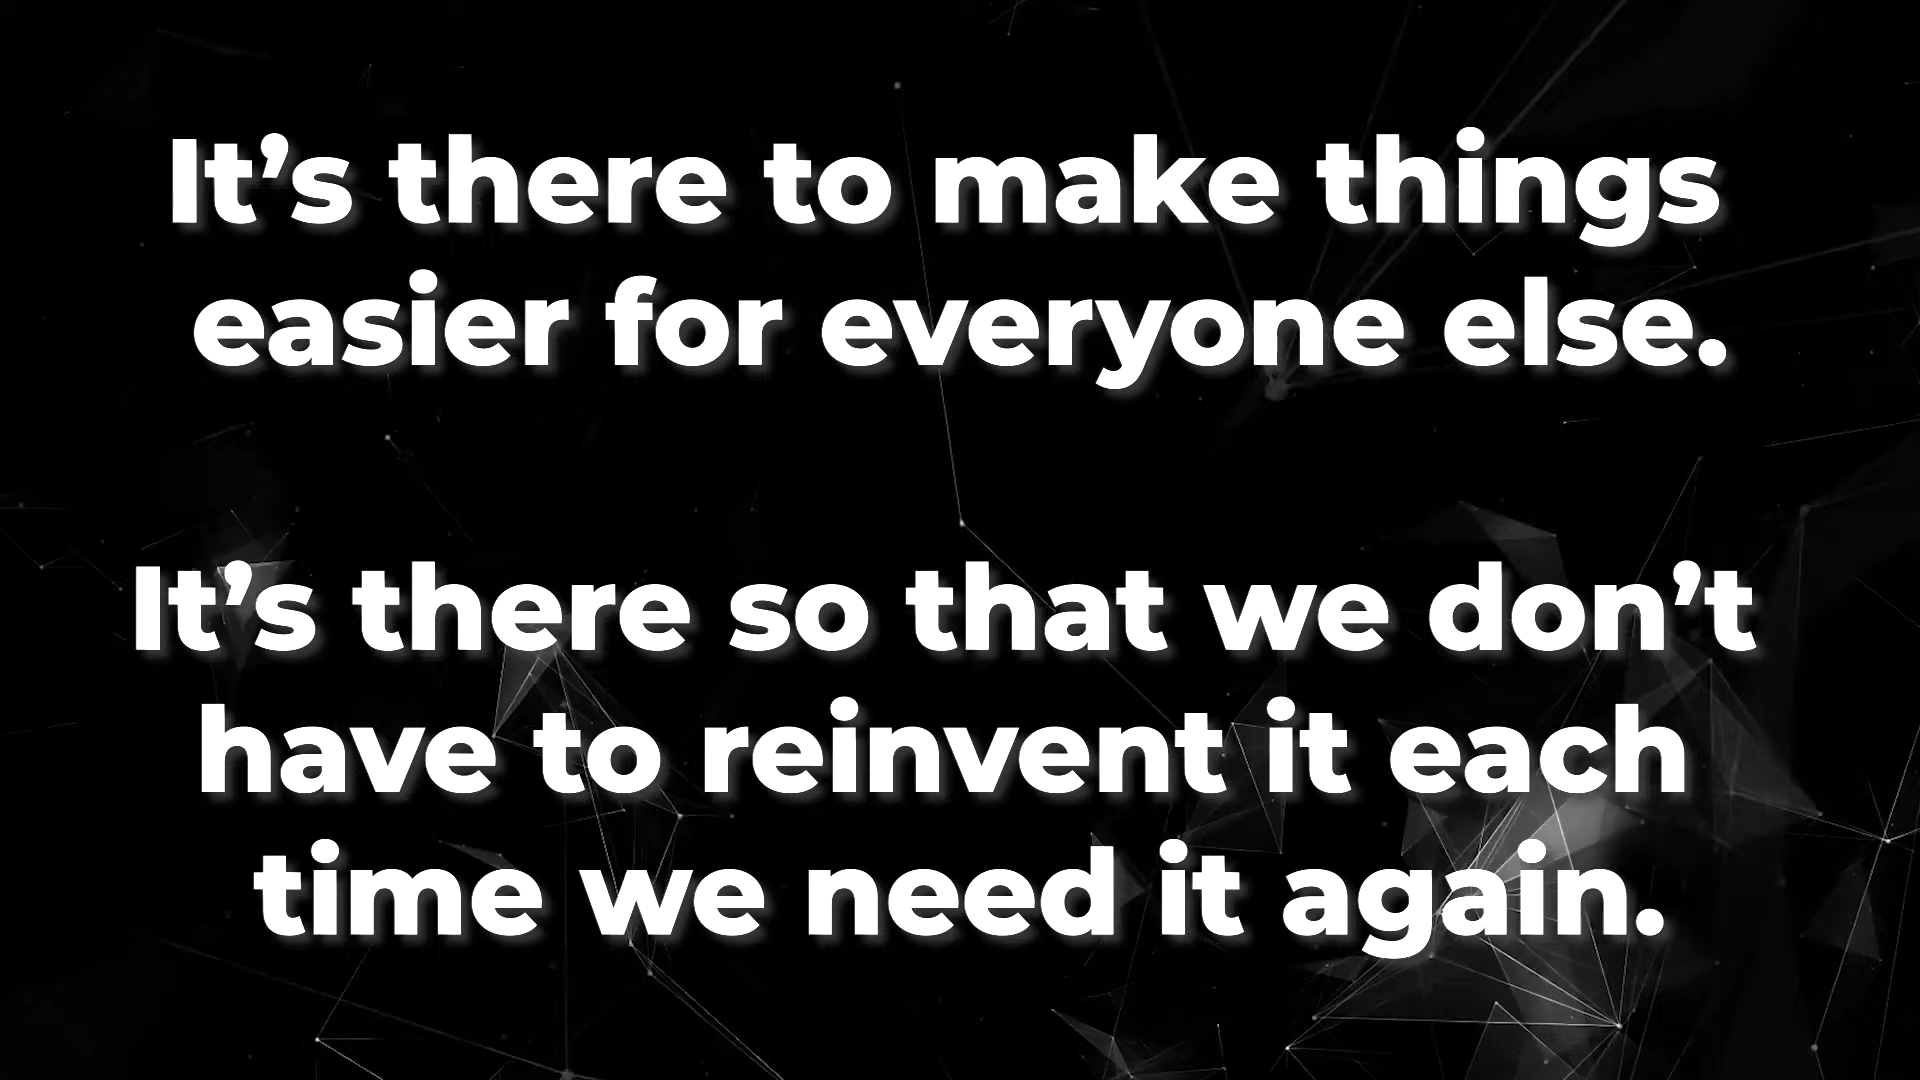 It’s there to make things
easier for everyone else.
It’s there so that we don’t
have to reinvent it each
time we need it again.